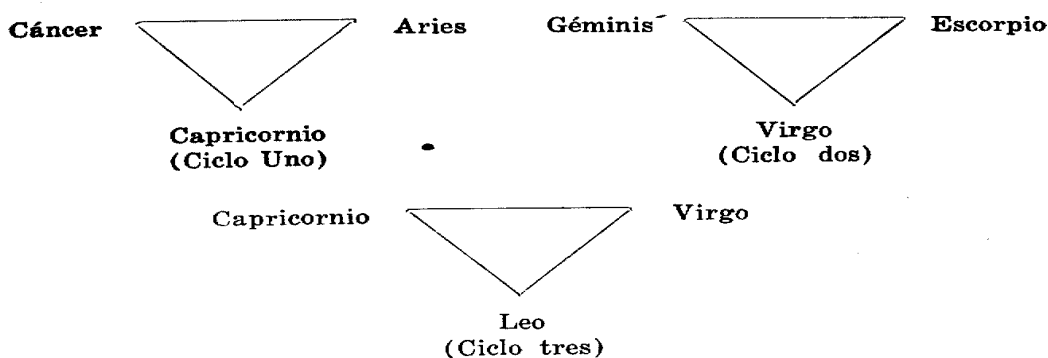 Cáncer Aries Géminis Escorpio
Capricornio
(Ciclo Uno)
Virgo
(Ciclo dos)
Capricornio Virgo
Leo
(Ciclo tres)